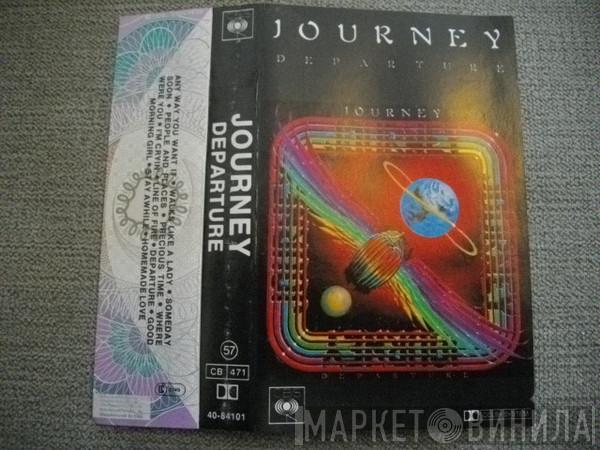 ANY WAY YOU WANT IT • WALKS LIKE A LADY • SOMEDAY
SOON • PEOPLE AND PLACES • PRECIOUS TIME • WHERE
WERE YOU • I'M CRYIN' • LINE OF FIRE • DEPARTURE • GOOD
MORNING GIRL • STAY AWHILE • HOMEMADE LOVE
JOURNEY
DEPARTURE
57
CB 471
40-84101
JOURNEY
DEPARTURE
JOURNEY
DEPARTURE
МАРКЕТ ВИНИЛА